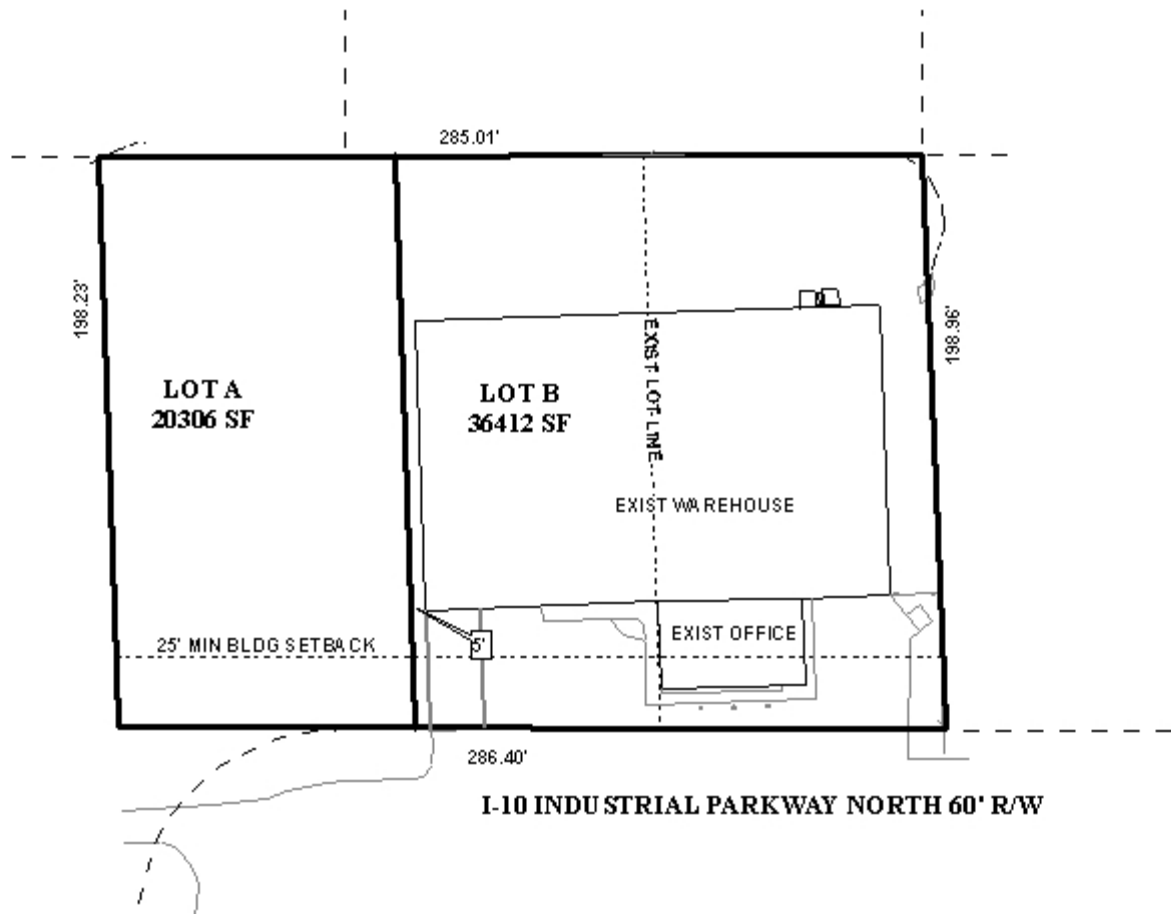 285.01'
198.23'
198.96'
EXIST LOT LINE
LOT A
20306 SF
LOT B
36412 SF
EXIST WAREHOUSE
25' MIN BLDG SETBACK
5'
EXIST OFFICE
286.40'
I-10 INDUSTRIAL PARKWAY NORTH 60' R/W